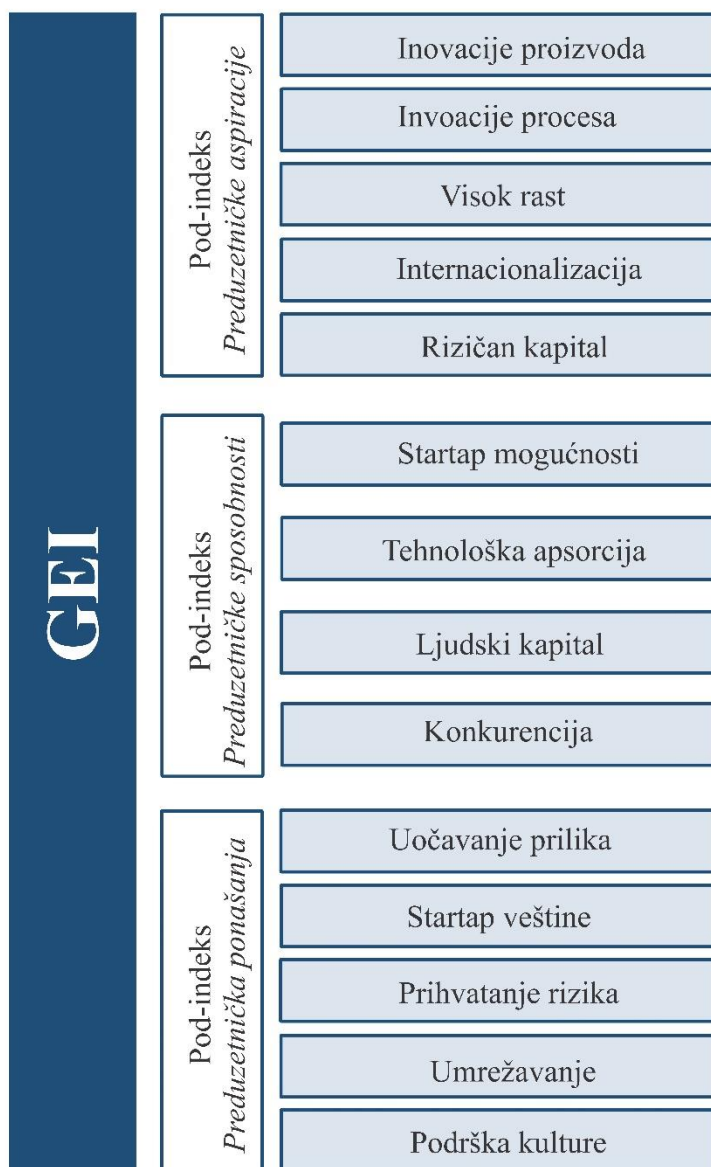 GEI
Pod-indeks
Preduzetničke aspiracije
Inovacije proizvoda
Invoacije procesa
Visok rast
Internacionalizacija
Rizičan kapital
Pod-indeks
Preduzetničke sposobnosti
Startap mogućnosti
Tehnološka apsorcija
Ljudski kapital
Konkurencija
Pod-indeks
Preduzetnička ponašanja
Uočavanje prilika
Startap veštine
Prihvatanje rizika
Umrežavanje
Podrška kulture